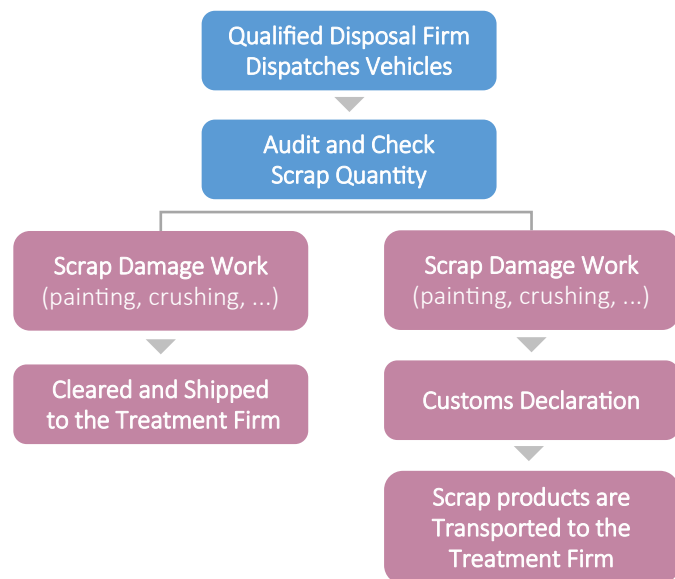 Qualified Disposal Firm
Dispatches Vehicles
Audit and Check
Scrap Quantity
Scrap Damage Work
(painting, crushing, ...)
Cleared and Shipped
to the Treatment Firm
Scrap Damage Work
(painting, crushing, ...)
Customs Declaration
Scrap products are
Transported to the
Treatment Firm